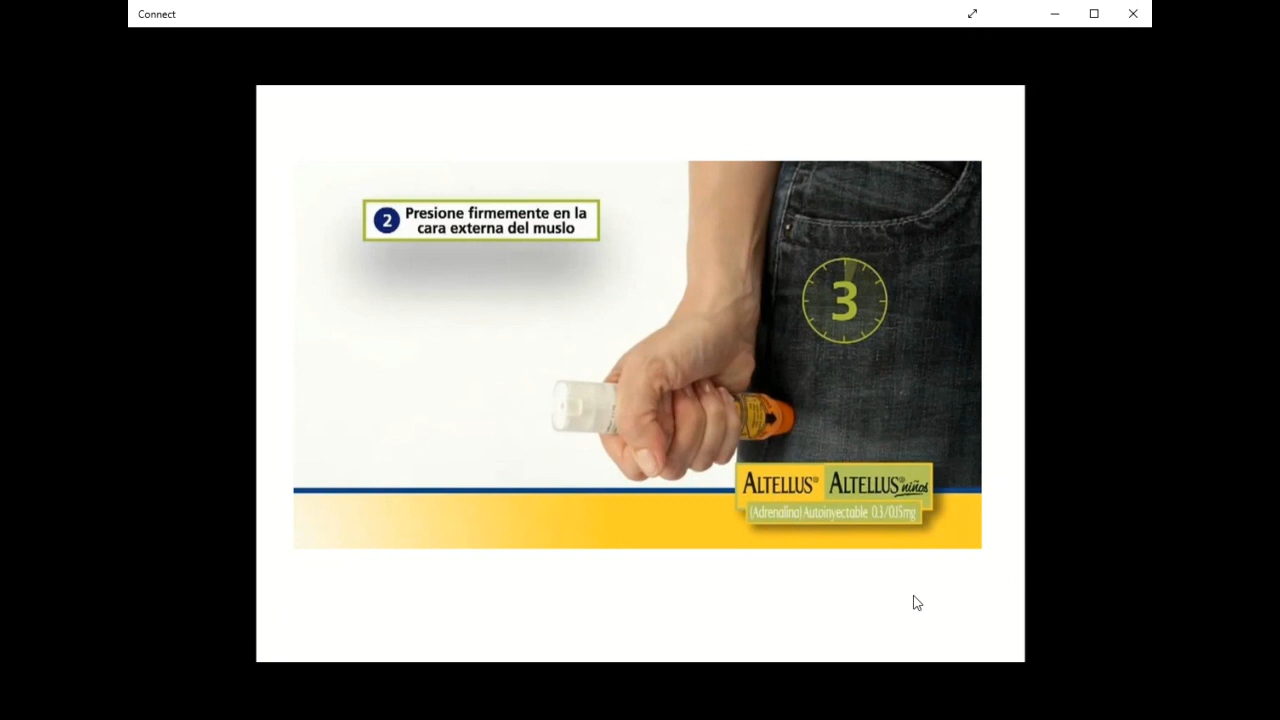 Connect
2 Presione firmemente en la
cara externa del muslo
3
ALTELLUS® ALTELLUS® niños
(Adrenalina) Autoinyectable 0.3/0.15mg